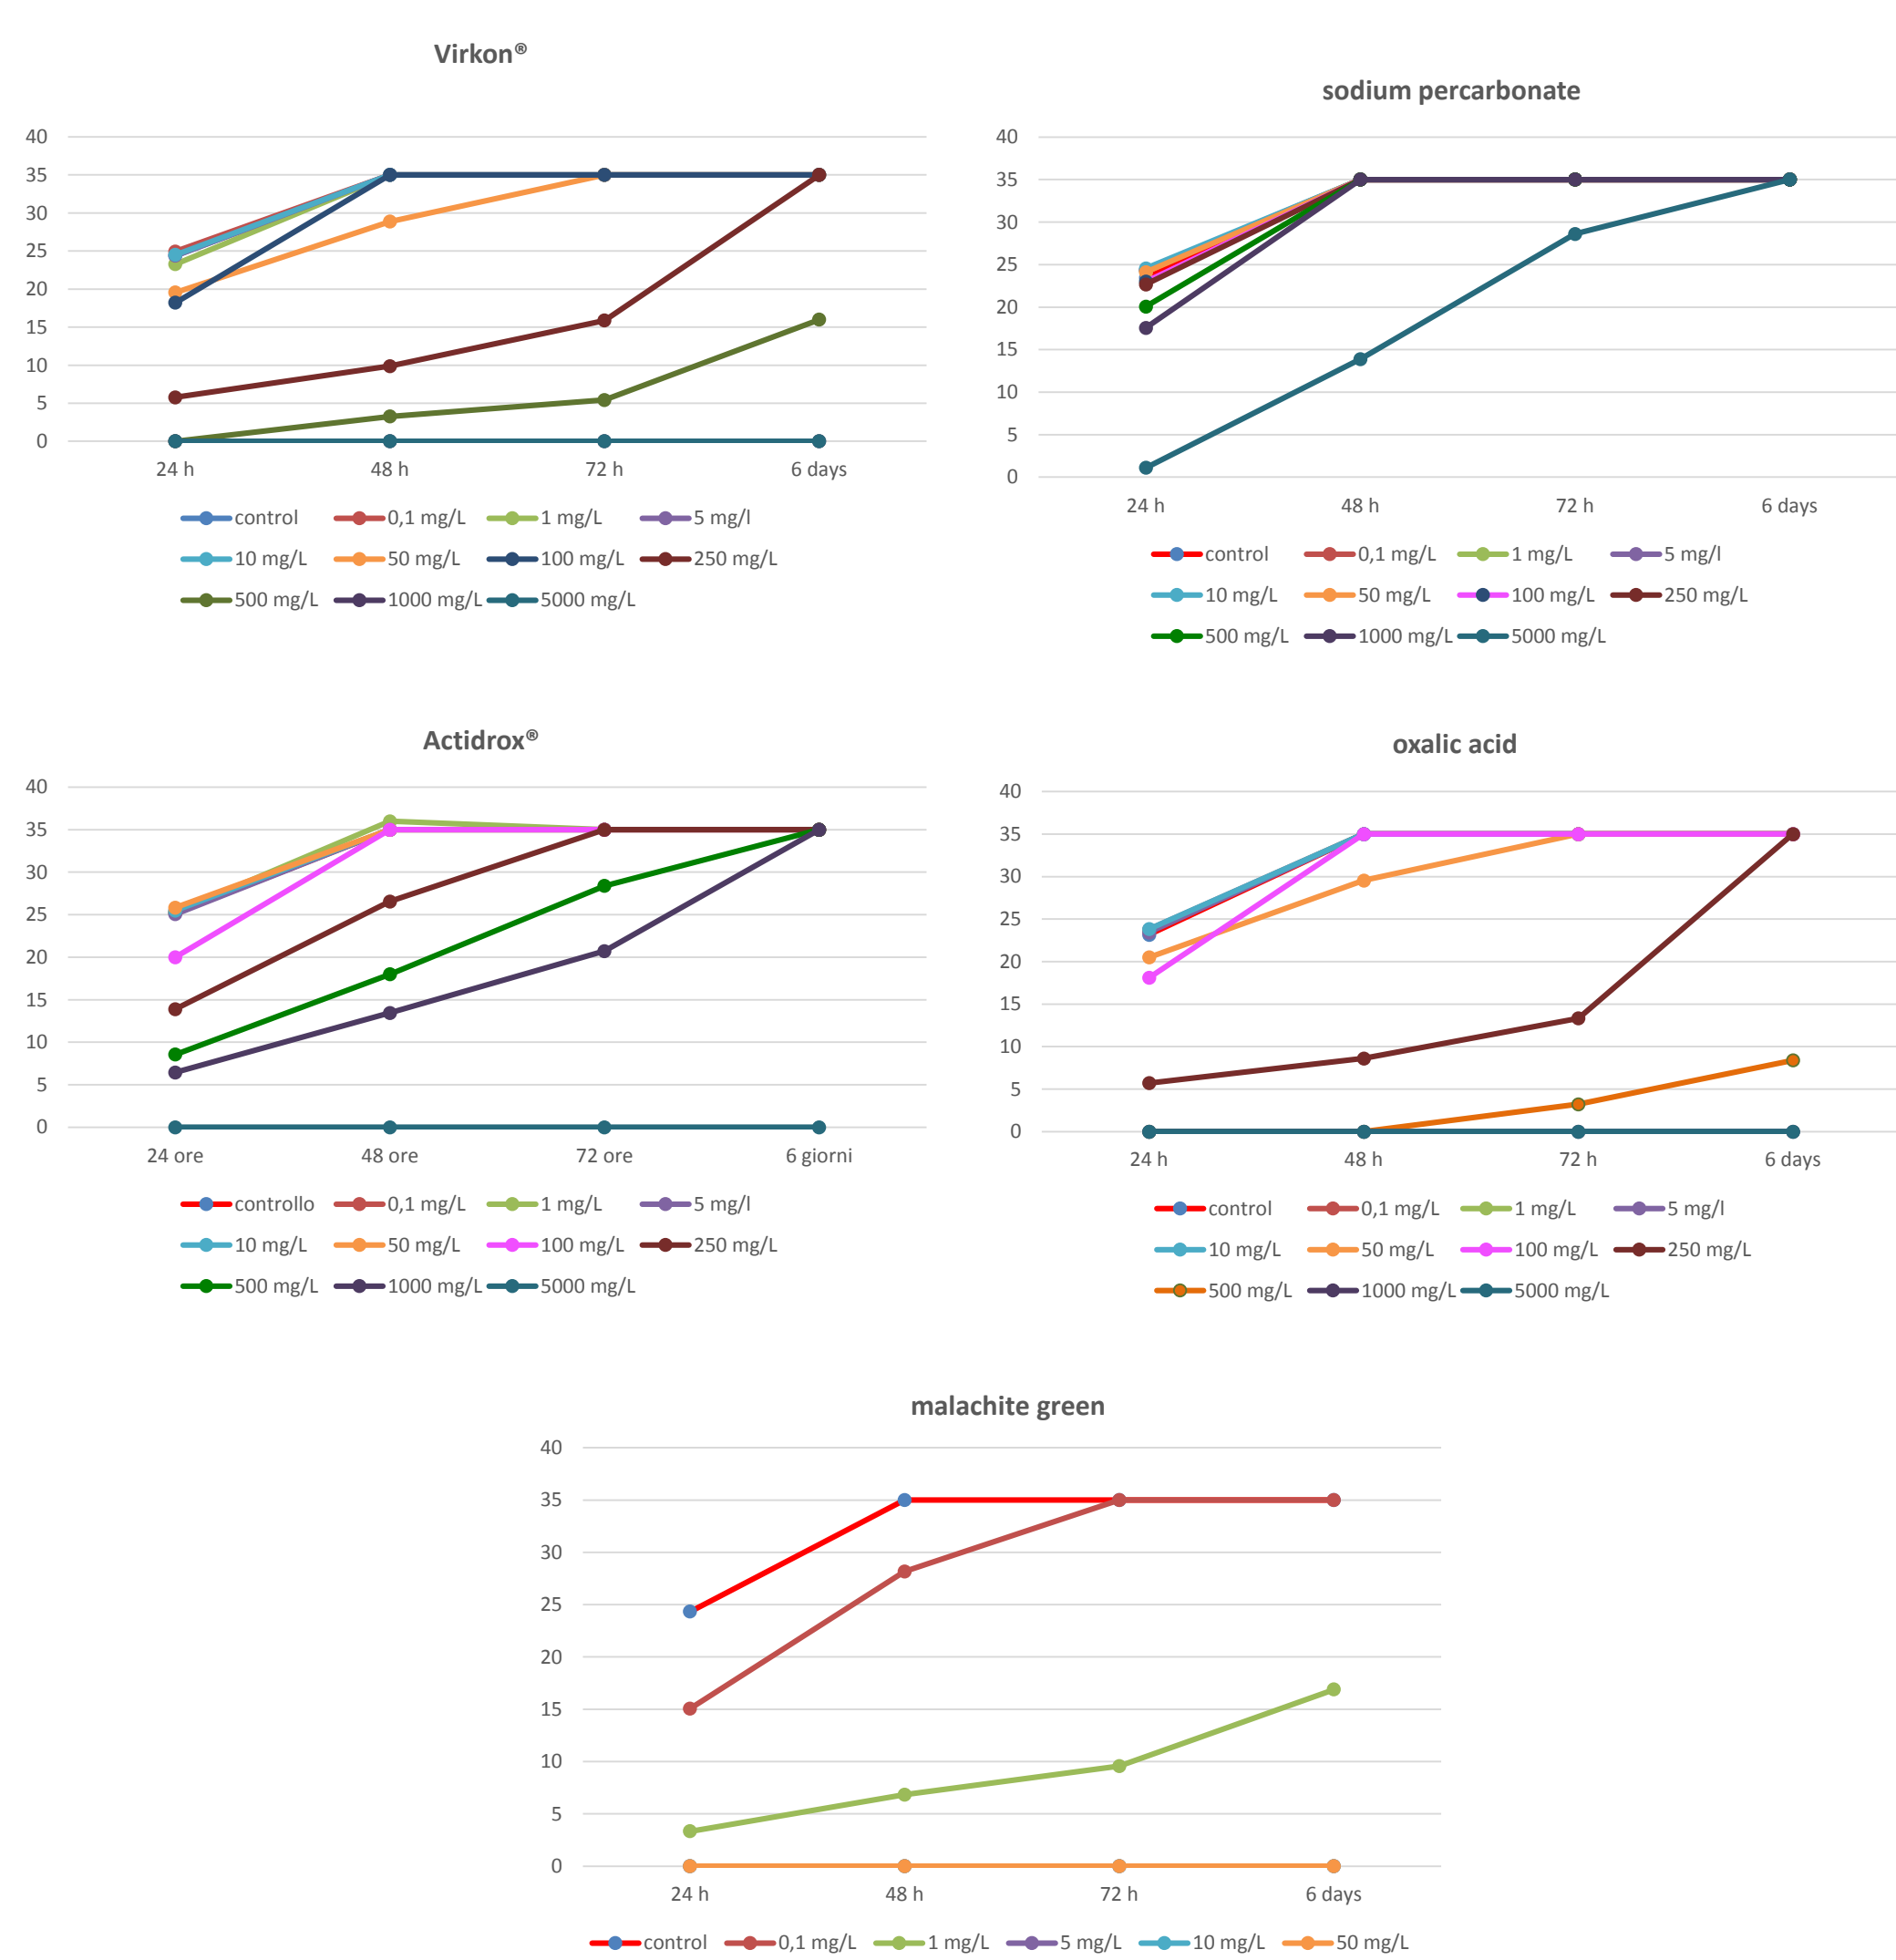 Virkon®
40
35
30
25
20
15
10
5
0
24 h 48 h 72 h 6 days
control 0,1 mg/L 1 mg/L 5 mg/l
10 mg/L 50 mg/L 100 mg/L 250 mg/L
500 mg/L 1000 mg/L 5000 mg/L
sodium percarbonate
40
35
30
25
20
15
10
5
0
24 h 48 h 72 h 6 days
control 0,1 mg/L 1 mg/L 5 mg/l
10 mg/L 50 mg/L 100 mg/L 250 mg/L
500 mg/L 1000 mg/L 5000 mg/L
Actidrox®
40
35
30
25
20
15
10
5
0
24 ore 48 ore 72 ore 6 giorni
controllo 0,1 mg/L 1 mg/L 5 mg/l
10 mg/L 50 mg/L 100 mg/L 250 mg/L
500 mg/L 1000 mg/L 5000 mg/L
oxalic acid
40
35
30
25
20
15
10
5
0
24 h 48 h 72 h 6 days
control 0,1 mg/L 1 mg/L 5 mg/l
10 mg/L 50 mg/L 100 mg/L 250 mg/L
500 mg/L 1000 mg/L 5000 mg/L
malachite green
40
35
30
25
20
15
10
5
0
24 h 48 h 72 h 6 days
control 0,1 mg/L 1 mg/L 5 mg/L 10 mg/L 50 mg/L